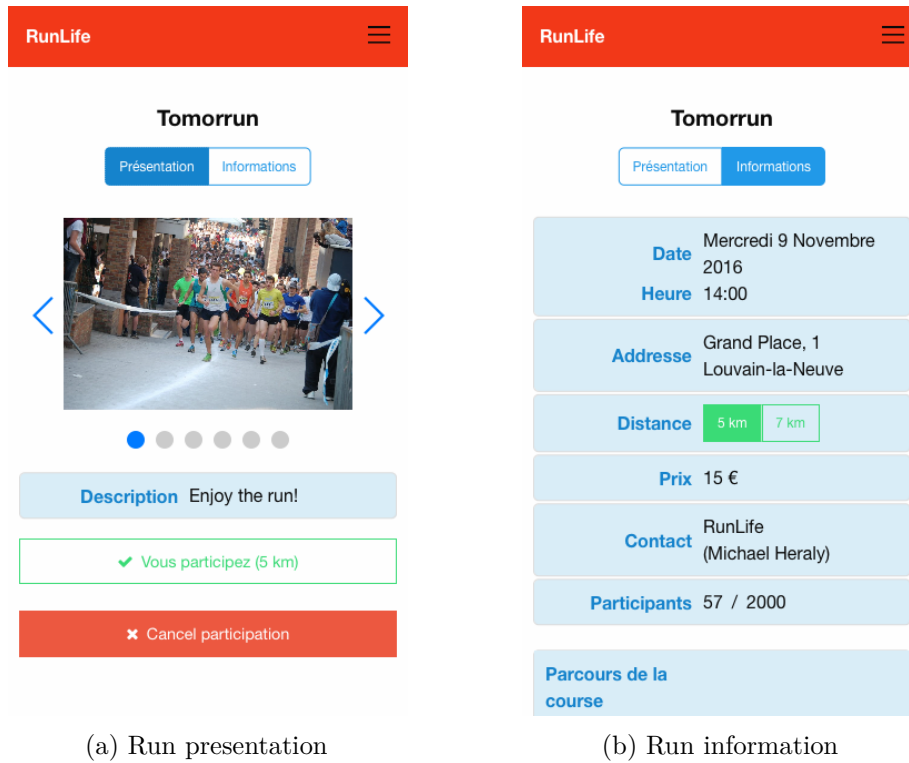 RunLife
Tomorrun
Présentation Informations
Description Enjoy the run!
Vous participez (5 km)
Cancel participation
(a) Run presentation
RunLife
Tomorrun
Présentation Informations
Date Mercredi 9 Novembre
2016
Heure 14:00
Addresse Grand Place, 1
Louvain-la-Neuve
Distance 5 km 7 km
Prix 15 €
Contact RunLife
(Michael Heraly)
Participants 57 / 2000
Parcours de la
course
(b) Run information